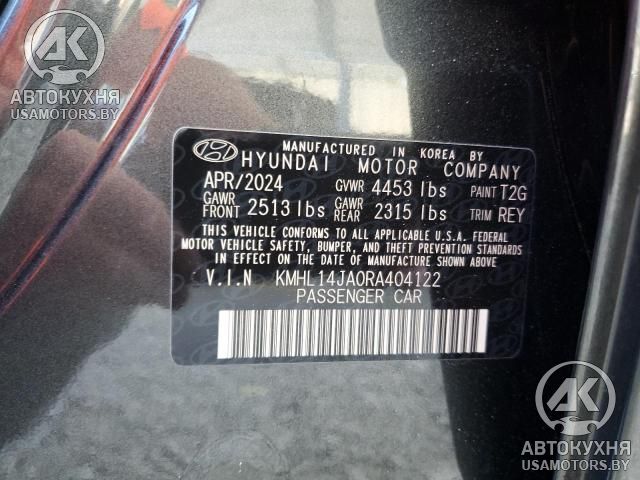 АВТОКУХНЯ
USAMOTORS.BY
MANUFACTURED IN KOREA BY
HYUNDAI MOTOR COMPANY
APR/2024 GVWR 4453 lbs PAINT T2G
GAWR FRONT 2513 lbs GAWR REAR 2315 lbs TRIM REY
THIS VEHICLE CONFORMS TO ALL APPLICABLE U.S.A. FEDERAL
MOTOR VEHICLE SAFETY, BUMPER, AND THEFT PREVENTION STANDARDS
IN EFFECT ON THE DATE OF MANUFACTURE SHOWN ABOVE.
V.I.N KMHL14JA0RA404122
PASSENGER CAR
АВТОКУХНЯ
USAMOTORS.BY